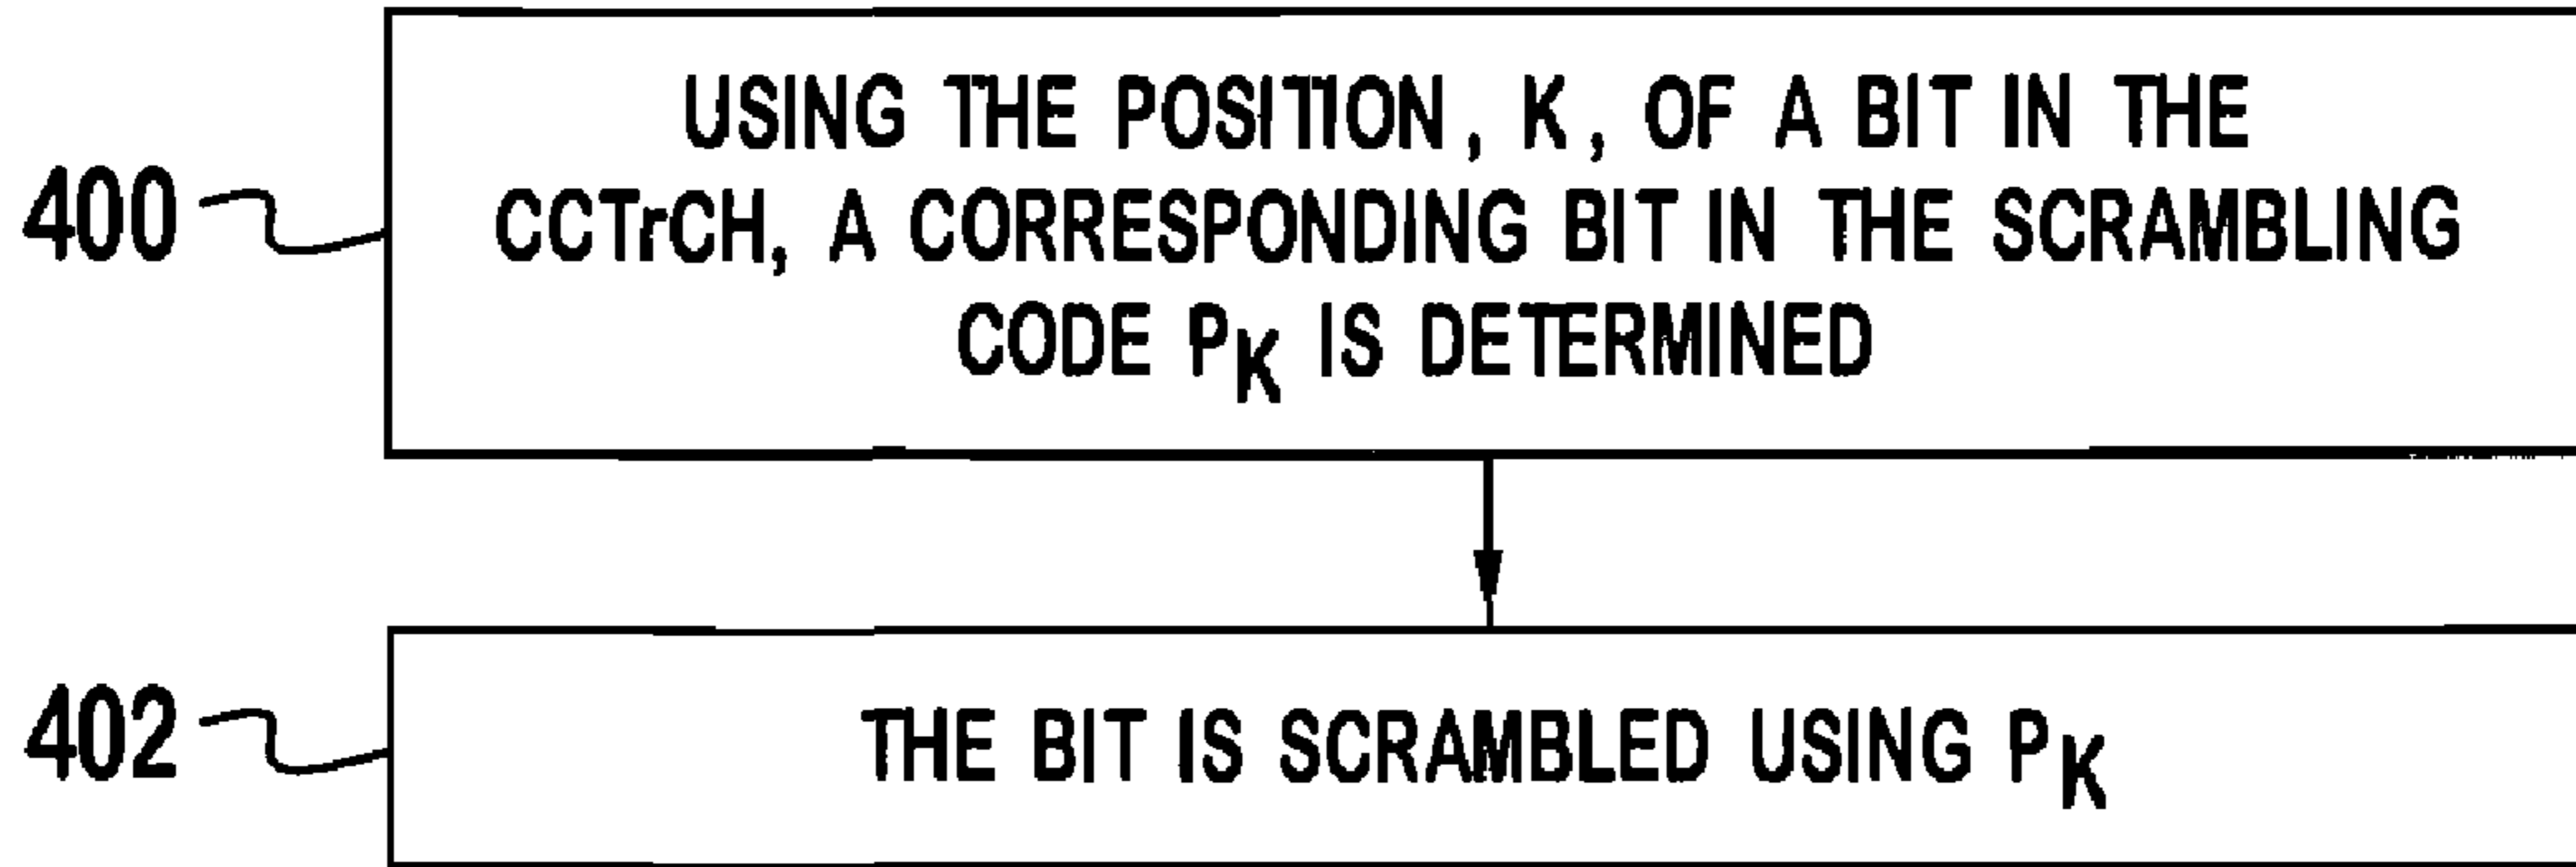 400
USING THE POSITION, K, OF A BIT IN THE
CCTrCH, A CORRESPONDING BIT IN THE SCRAMBLING
CODE PK IS DETERMINED
402
THE BIT IS SCRAMBLED USING PK